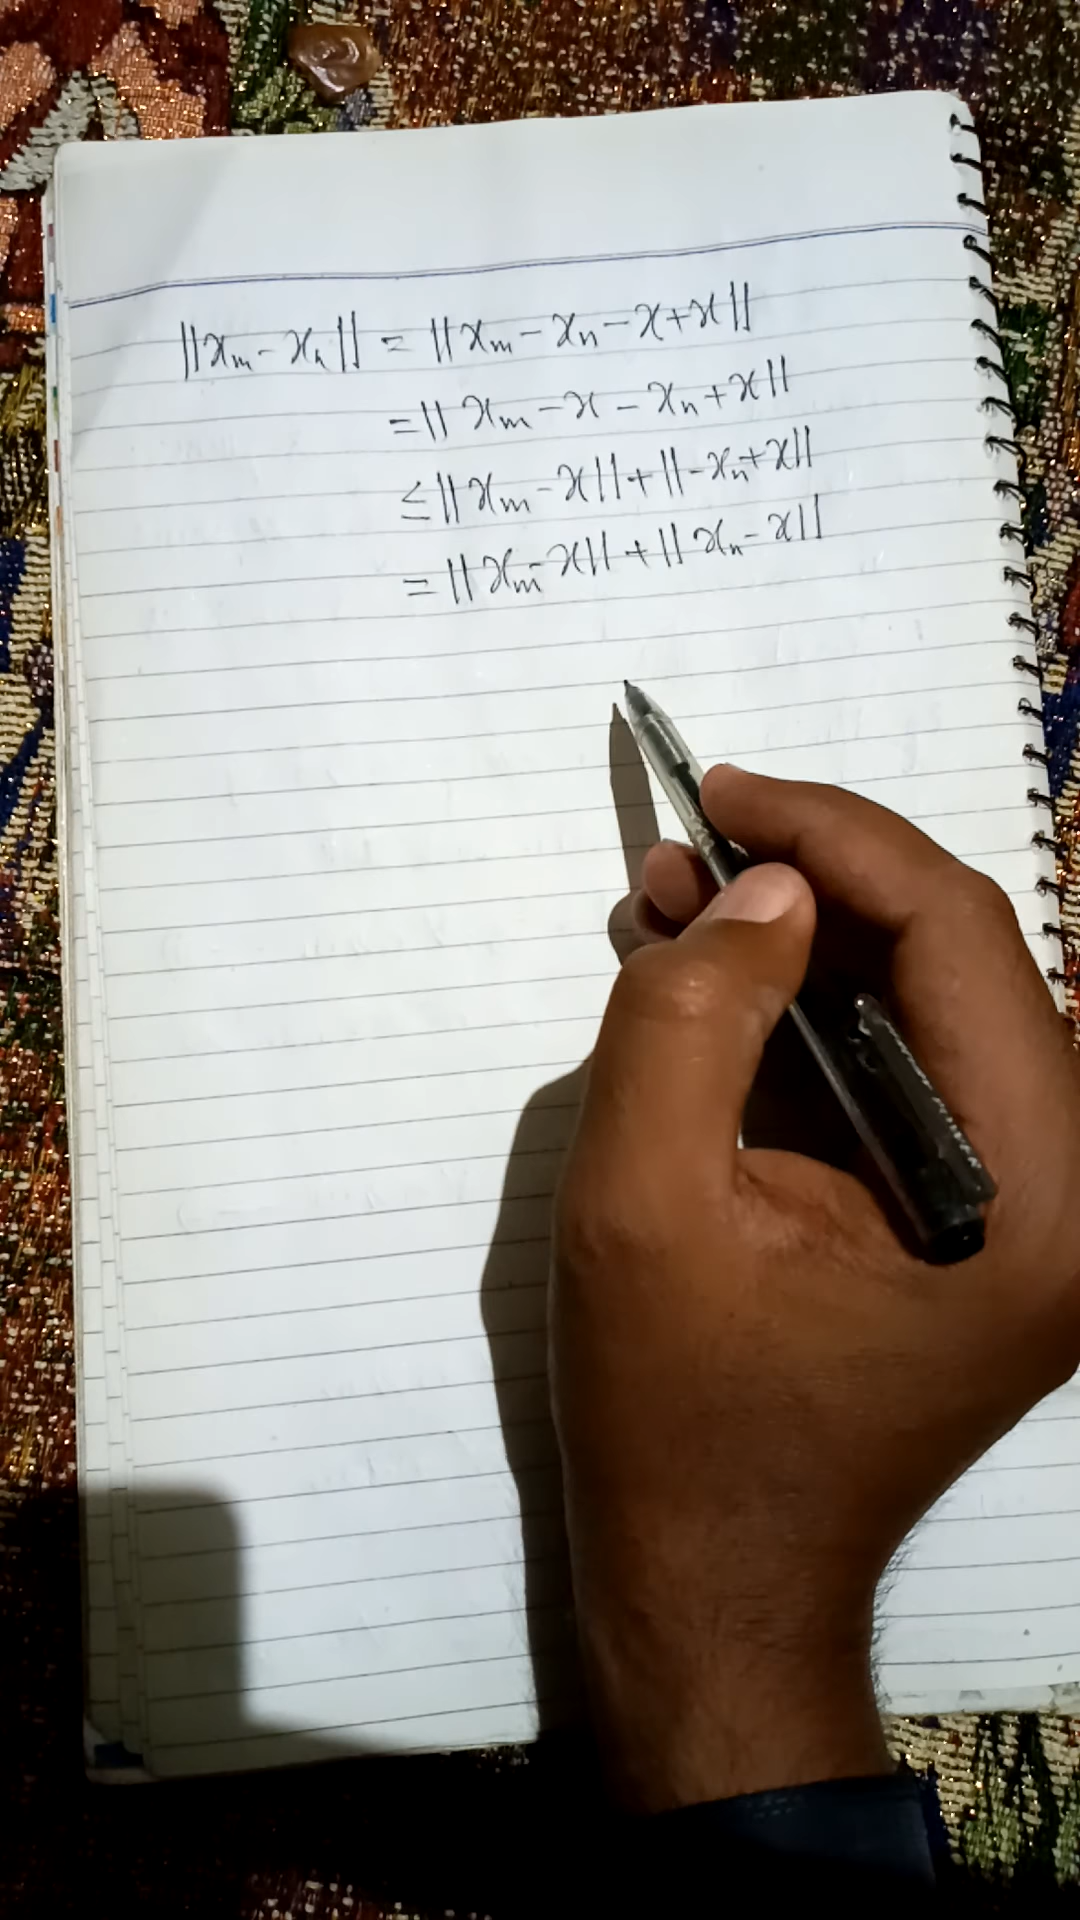 ||x_m - x_n|| = ||x_m - x_n - x + x||
= || x_m - x - x_n + x ||
≤ || x_m - x || + || -x_n + x ||
= || x_m - x || + || x_n - x ||